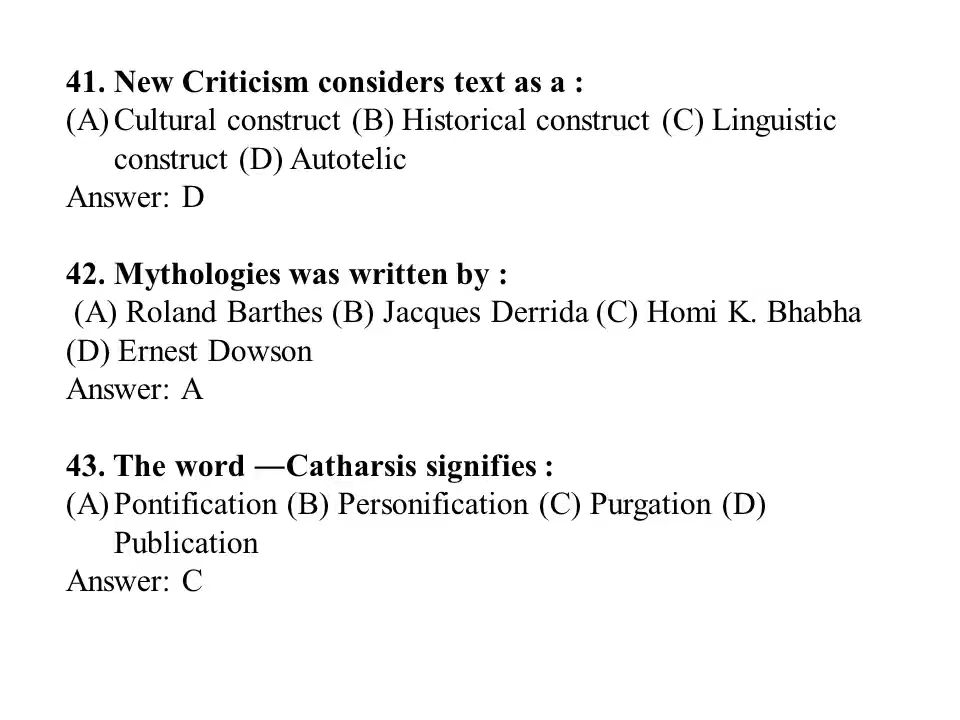 41. New Criticism considers text as a :
(A) Cultural construct (B) Historical construct (C) Linguistic
construct (D) Autotelic
Answer: D
42. Mythologies was written by :
(A) Roland Barthes (B) Jacques Derrida (C) Homi K. Bhabha
(D) Ernest Dowson
Answer: A
43. The word ―Catharsis signifies :
(A) Pontification (B) Personification (C) Purgation (D)
Publication
Answer: C